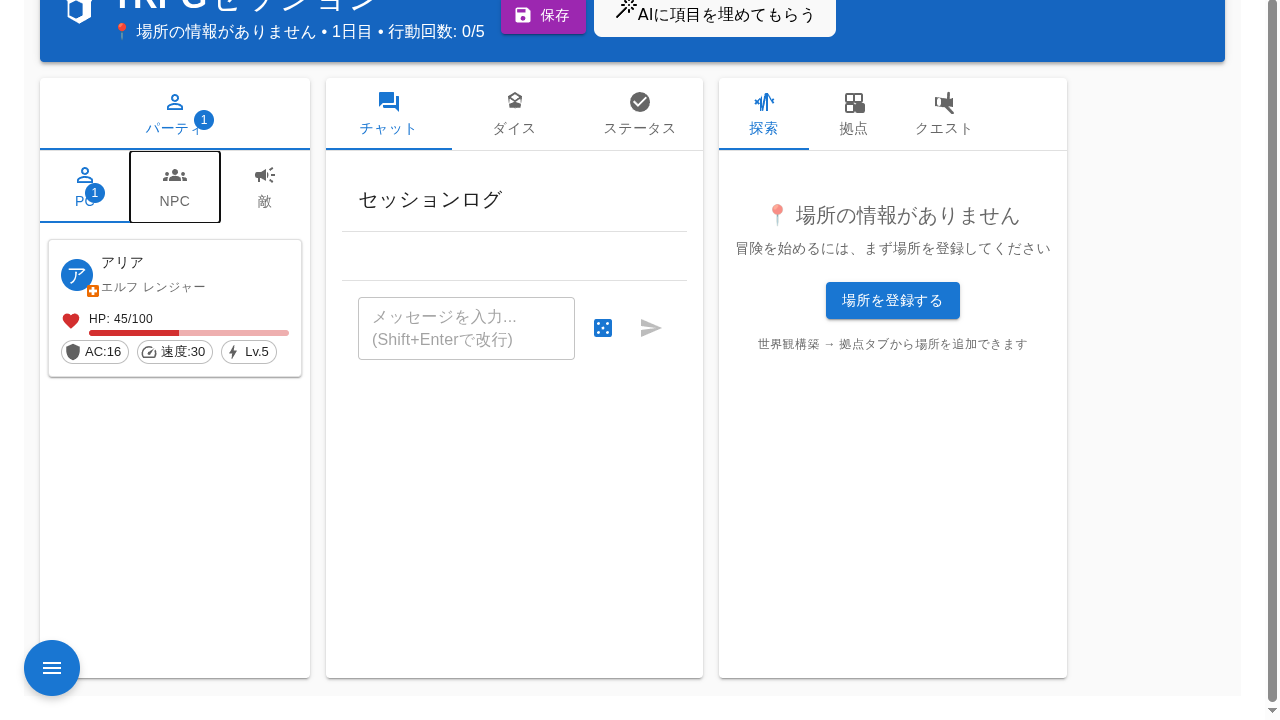 TRPGセッション
📍 場所の情報がありません • 1日目 • 行動回数: 0/5
保存
AIに項目を埋めてもらう
パーティ
1
PC
1
NPC
敵
ア
アリア
エルフ レンジャー
HP: 45/100
AC:16
速度:30
Lv.5
チャット
ダイス
ステータス
セッションログ
メッセージを入力...
(Shift+Enterで改行)
探索
拠点
クエスト
📍 場所の情報がありません
冒険を始めるには、まず場所を登録してください
場所を登録する
世界観構築 → 拠点タブから場所を追加できます